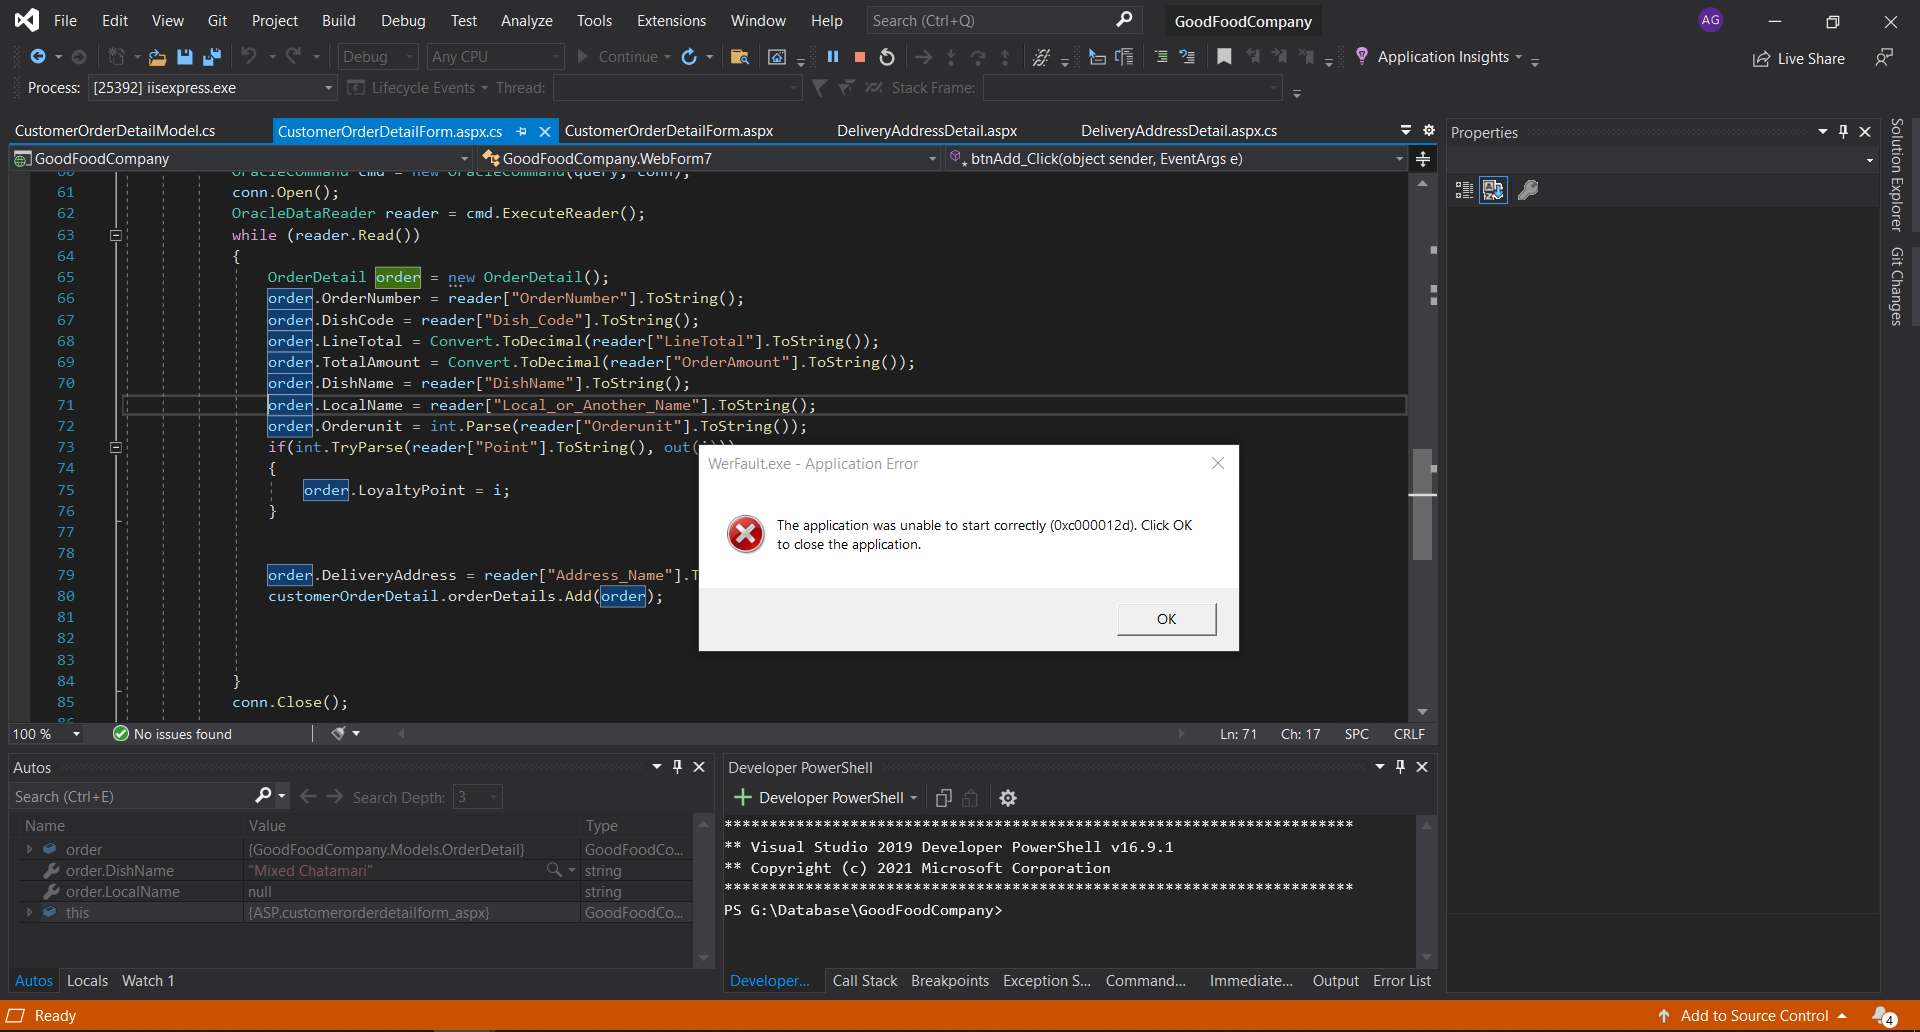 File Edit View Git Project Build Debug Test Analyze Tools Extensions Window Help Search (Ctrl+Q) GoodFoodCompany AG
Debug Any CPU Continue Application Insights Live Share
Process: [25392] iisexpress.exe Lifecycle Events Thread: Stack Frame:
CustomerOrderDetailModel.cs CustomerOrderDetailForm.aspx.cs CustomerOrderDetailForm.aspx DeliveryAddressDetail.aspx DeliveryAddressDetail.aspx.cs
GoodFoodCompany GoodFoodCompany.WebForm7 btnAdd_Click(object sender, EventArgs e)
60 OracleCommand cmd = new OracleCommand(query, conn);
61 conn.Open();
62 OracleDataReader reader = cmd.ExecuteReader();
63 while (reader.Read())
64 {
65 OrderDetail order = new OrderDetail();
66 order.OrderNumber = reader["OrderNumber"].ToString();
67 order.DishCode = reader["Dish_Code"].ToString();
68 order.LineTotal = Convert.ToDecimal(reader["LineTotal"].ToString());
69 order.TotalAmount = Convert.ToDecimal(reader["OrderAmount"].ToString());
70 order.DishName = reader["DishName"].ToString();
71 order.LocalName = reader["Local_or_Another_Name"].ToString();
72 order.Orderunit = int.Parse(reader["Orderunit"].ToString());
73 if(int.TryParse(reader["Point"].ToString(), out(i)))
74 {
75 order.LoyaltyPoint = i;
76 }
77
78
79 order.DeliveryAddress = reader["Address_Name"].T
80 customerOrderDetail.orderDetails.Add(order);
81
82
83
84 }
85 conn.Close();
86
WerFault.exe - Application Error
The application was unable to start correctly (0xc000012d). Click OK
to close the application.
OK
100 % No issues found Ln: 71 Ch: 17 SPC CRLF
Autos
Search (Ctrl+E) Search Depth: 3
Name Value Type
order {GoodFoodCompany.Models.OrderDetail} GoodFoodCo...
order.DishName "Mixed Chatamari" string
order.LocalName null string
this {ASP.customerorderdetailform_aspx} GoodFoodCo...
Autos Locals Watch 1
Developer PowerShell
Developer PowerShell
**********************************************************************
** Visual Studio 2019 Developer PowerShell v16.9.1
** Copyright (c) 2021 Microsoft Corporation
**********************************************************************
PS G:\Database\GoodFoodCompany>
Developer... Call Stack Breakpoints Exception S... Command... Immediate... Output Error List
Properties
Solution Explorer
Git Changes
Ready Add to Source Control 4